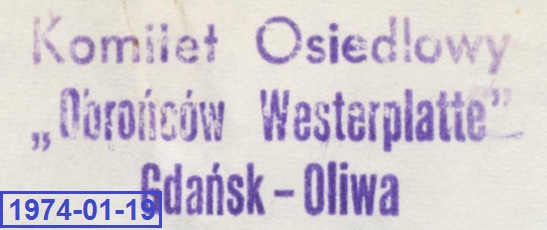 Komitet Osiedlowy
„Obrońców Westerplatte”
Gdańsk – Oliwa
1974-01-19